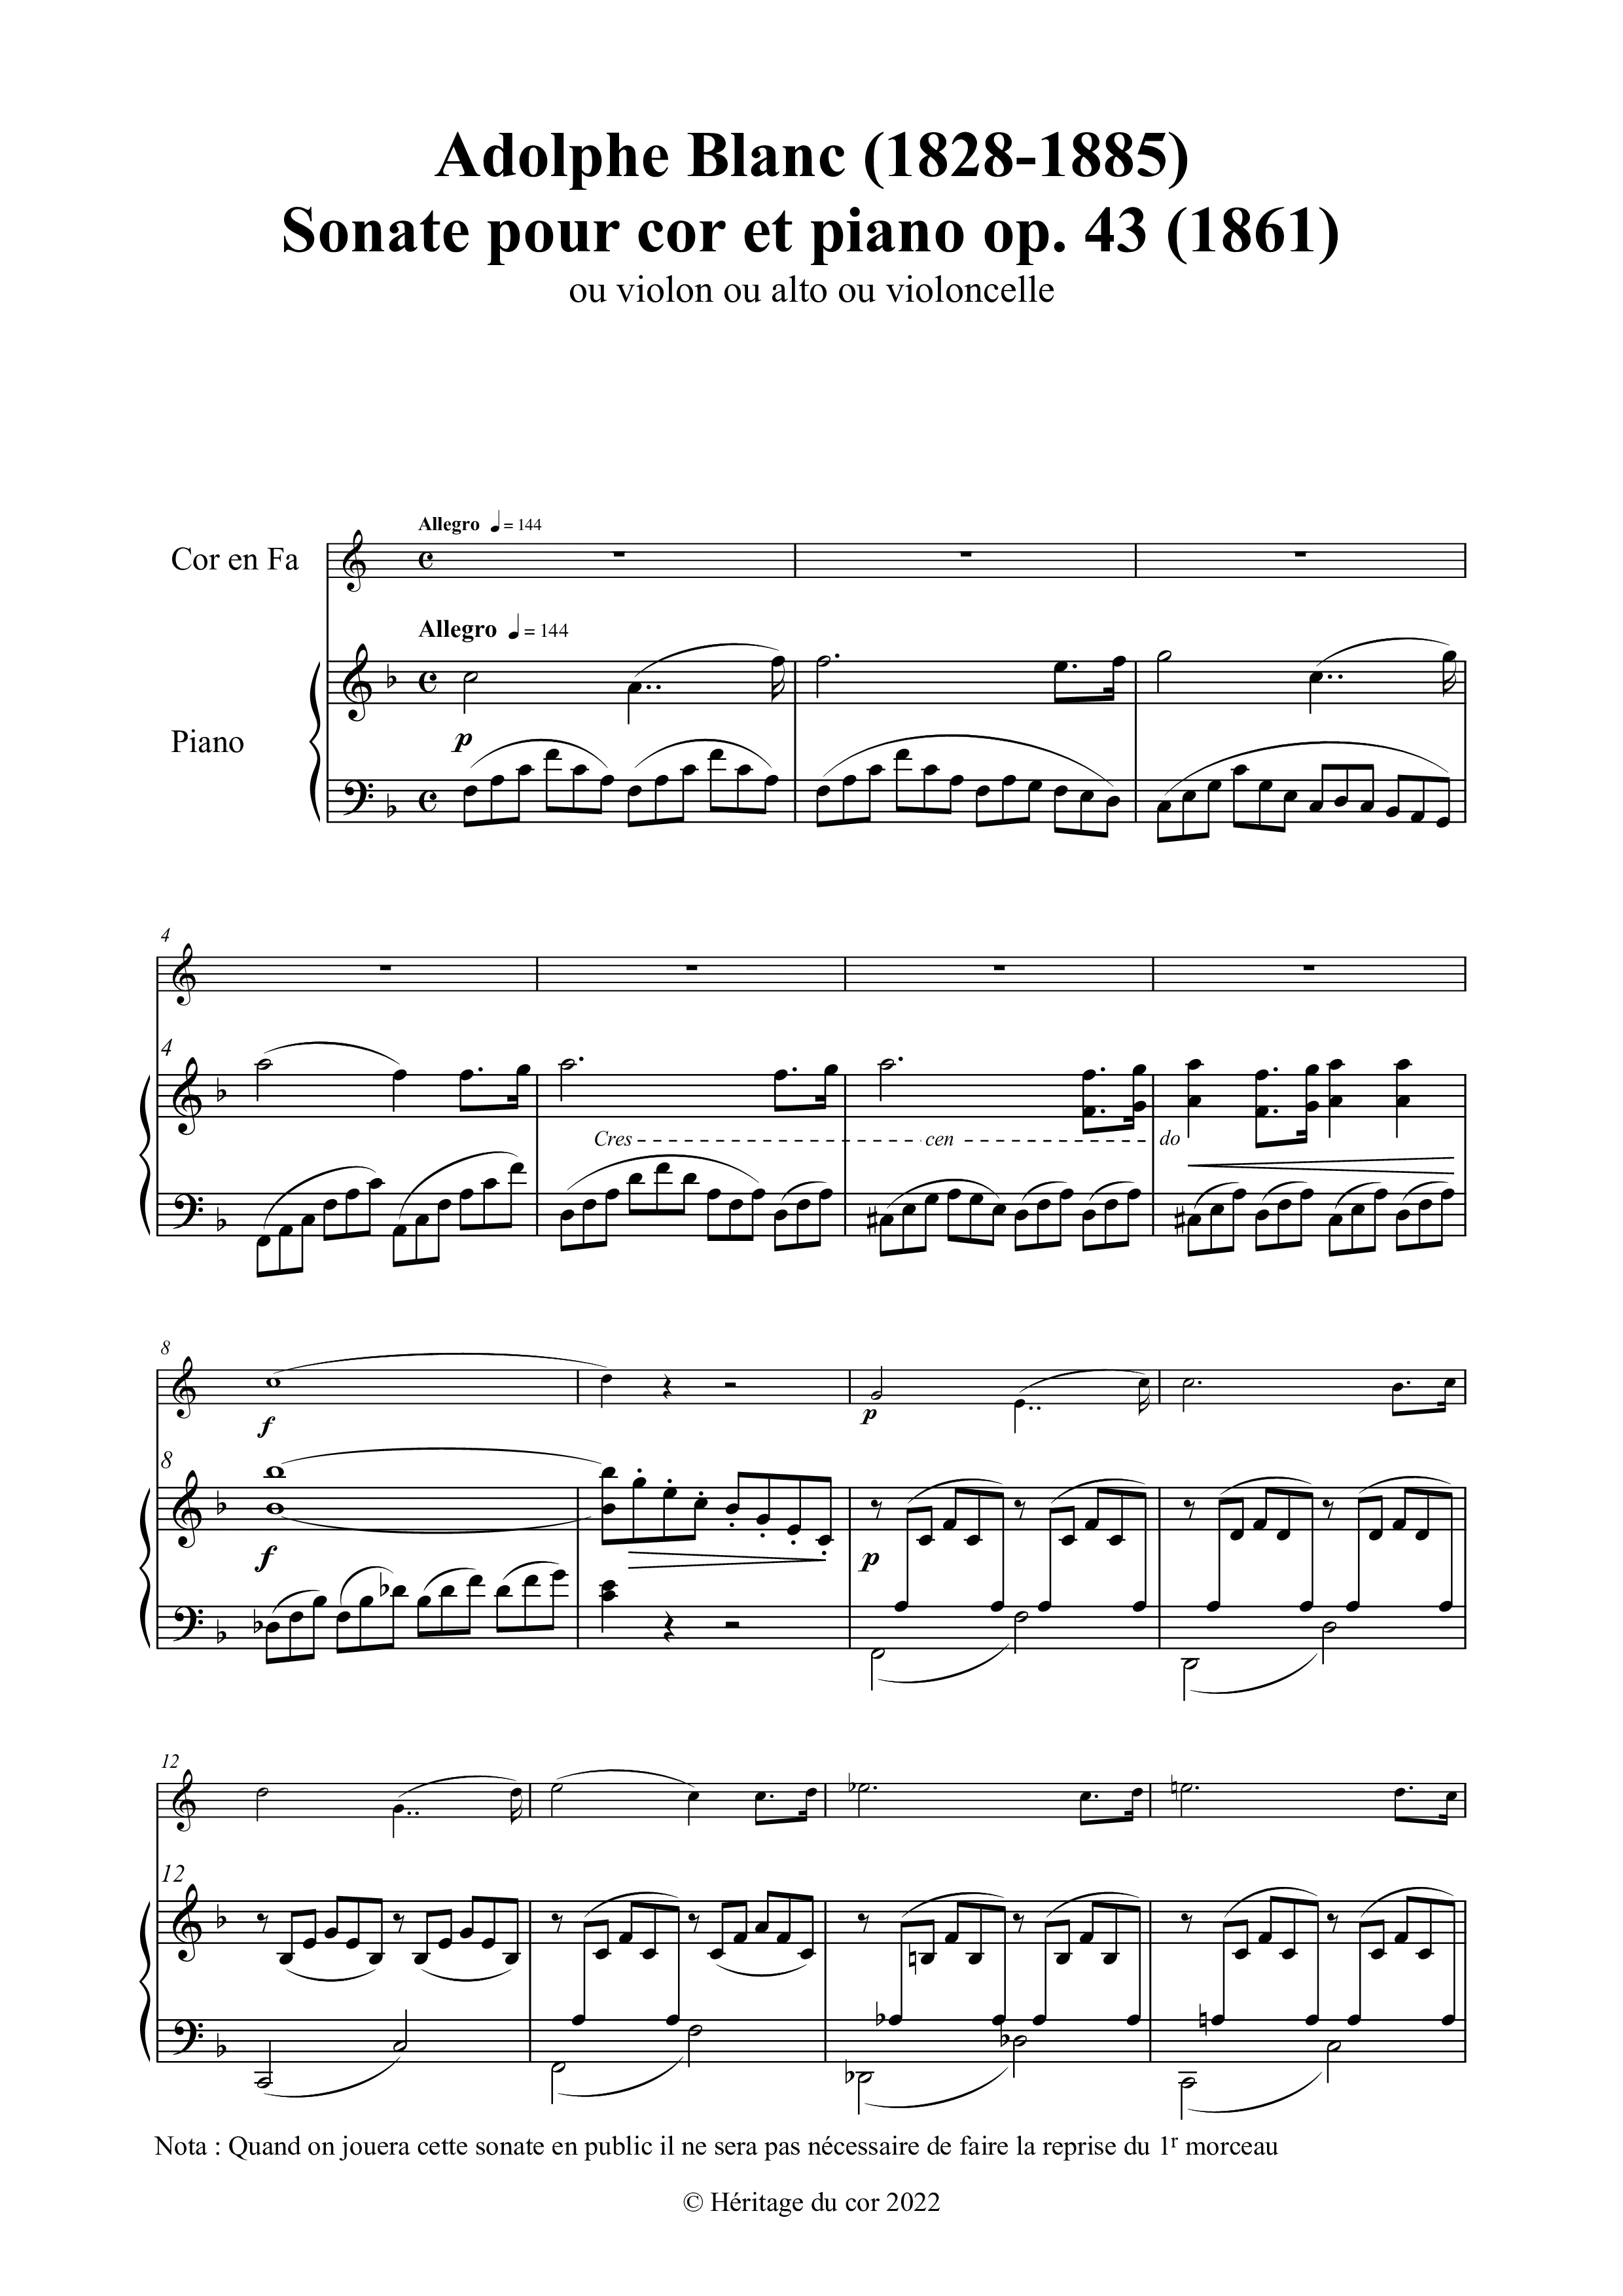 Adolphe Blanc (1828-1885)
Sonate pour cor et piano op. 43 (1861)
ou violon ou alto ou violoncelle
Allegro ♩ = 144
Cor en Fa
Allegro ♩ = 144
Piano
p
4
4
Cres - - - cen - - - do
8
f
p
8
f
p
12
12
Nota : Quand on jouera cette sonate en public il ne sera pas nécessaire de faire la reprise du 1r morceau
© Héritage du cor 2022